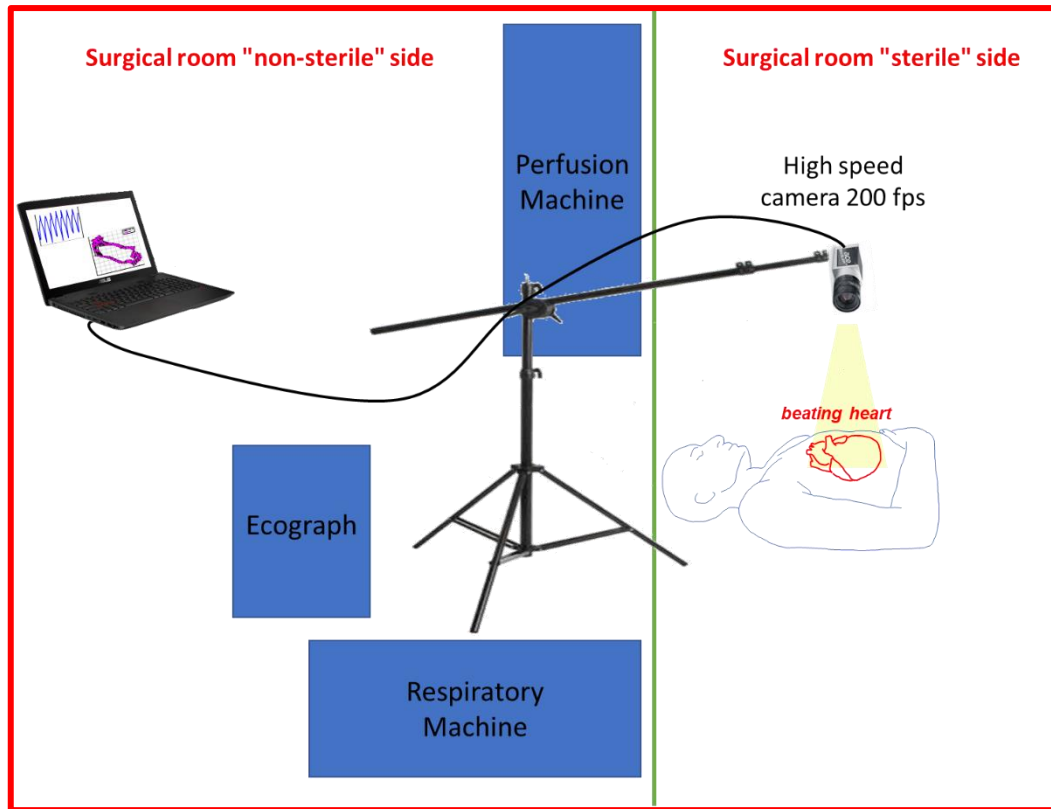 Surgical room "non-sterile" side
Surgical room "sterile" side
Perfusion
Machine
High speed
camera 200 fps
beating heart
Ecograph
Respiratory
Machine